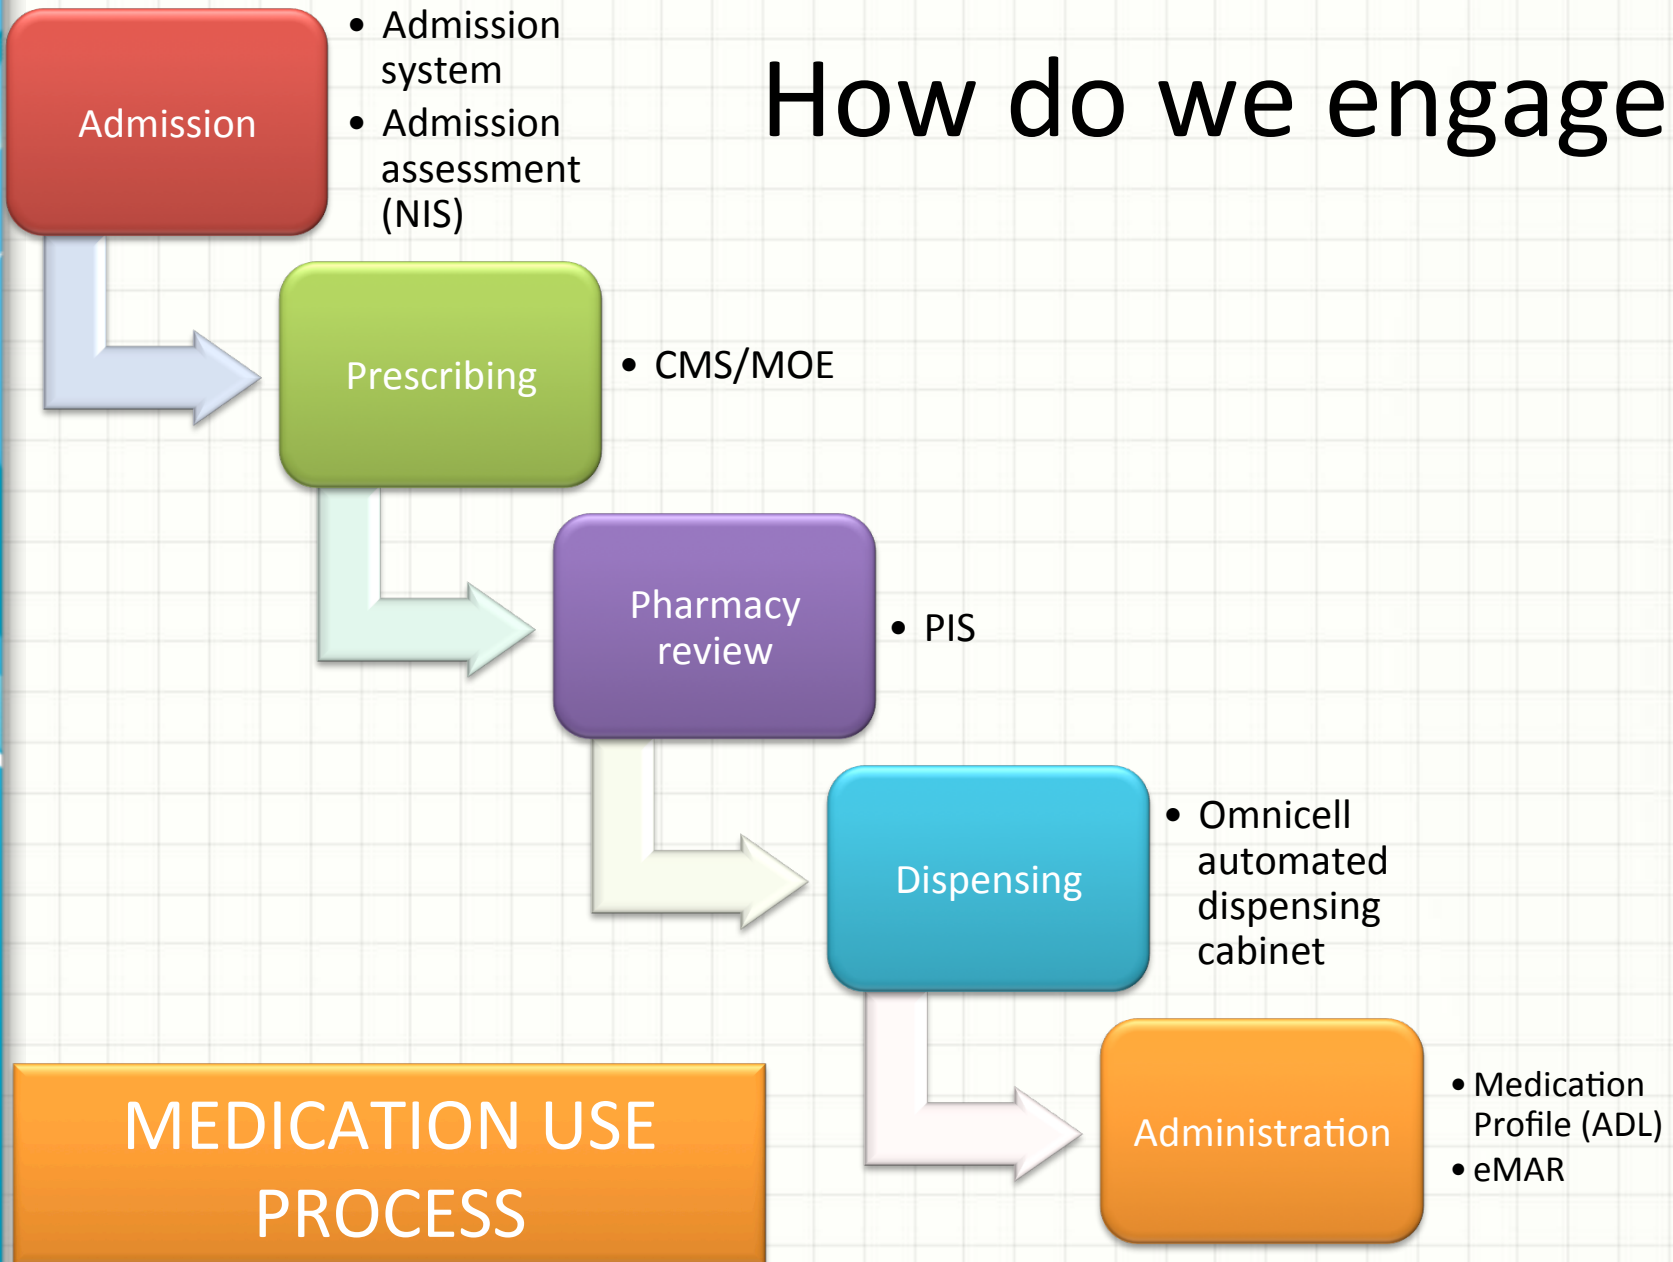 How do we engage
Admission
• Admission
system
• Admission
assessment
(NIS)
Prescribing
• CMS/MOE
Pharmacy
review
• PIS
Dispensing
• Omnicell
automated
dispensing
cabinet
Administration
• Medication
Profile (ADL)
• eMAR
MEDICATION USE
PROCESS